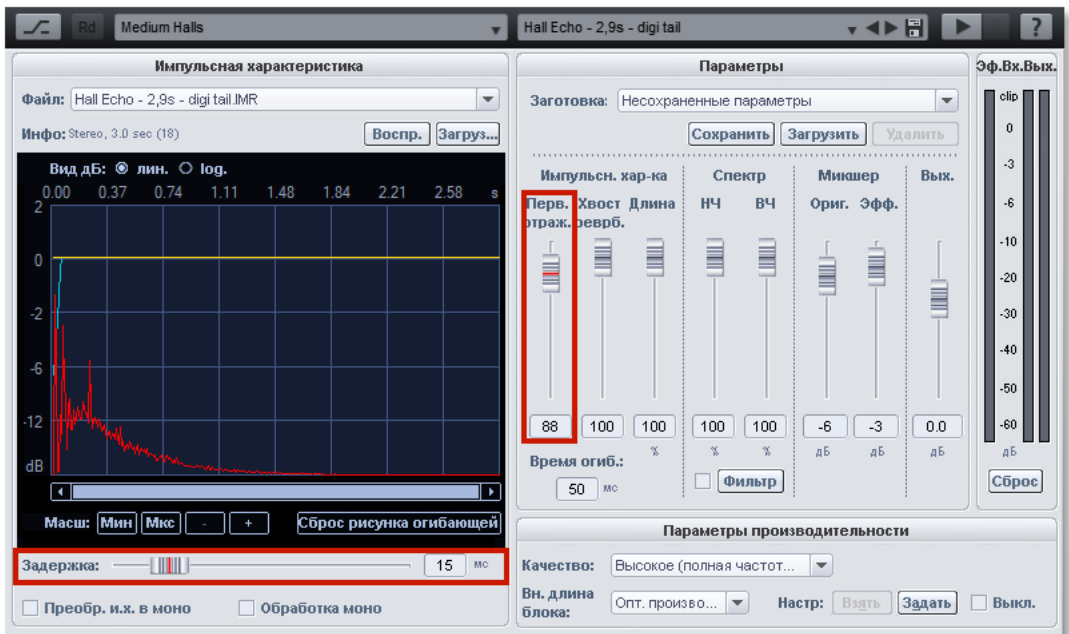 Rd Medium Halls Hall Echo - 2,9s - digi tail ?
Импульсная характеристика
Файл: Hall Echo - 2,9s - digi tail.IMR
Инфо: Stereo, 3.0 sec (18) Воспр. Загруз...
Вид дБ: лин. log.
0.00 0.37 0.74 1.11 1.48 1.84 2.21 2.58 s
2
0
-2
-6
-12
dB
Масш: Мин Мкс - + Сброс рисунка огибающей
Задержка: 15 мс
Преобр. и.х. в моно Обработка моно
Параметры
Заготовка: Несохраненные параметры
Сохранить Загрузить Удалить
Импульсн. хар-ка Спектр Микшер Вых.
Перв. Хвост Длина НЧ ВЧ Ориг. Эфф.
отраж. реврб.
88 100 100 100 100 -6 -3 0.0
% % % дБ дБ дБ
Время огиб.:
50 мс Фильтр
Эф.Вх.Вых.
clip
0
-3
-6
-10
-20
-30
-40
-50
-60
дБ
Сброс
Параметры производительности
Качество: Высокое (полная частот...
Вн. длина
блока: Опт. произво... Настр: Взять Задать Выкл.